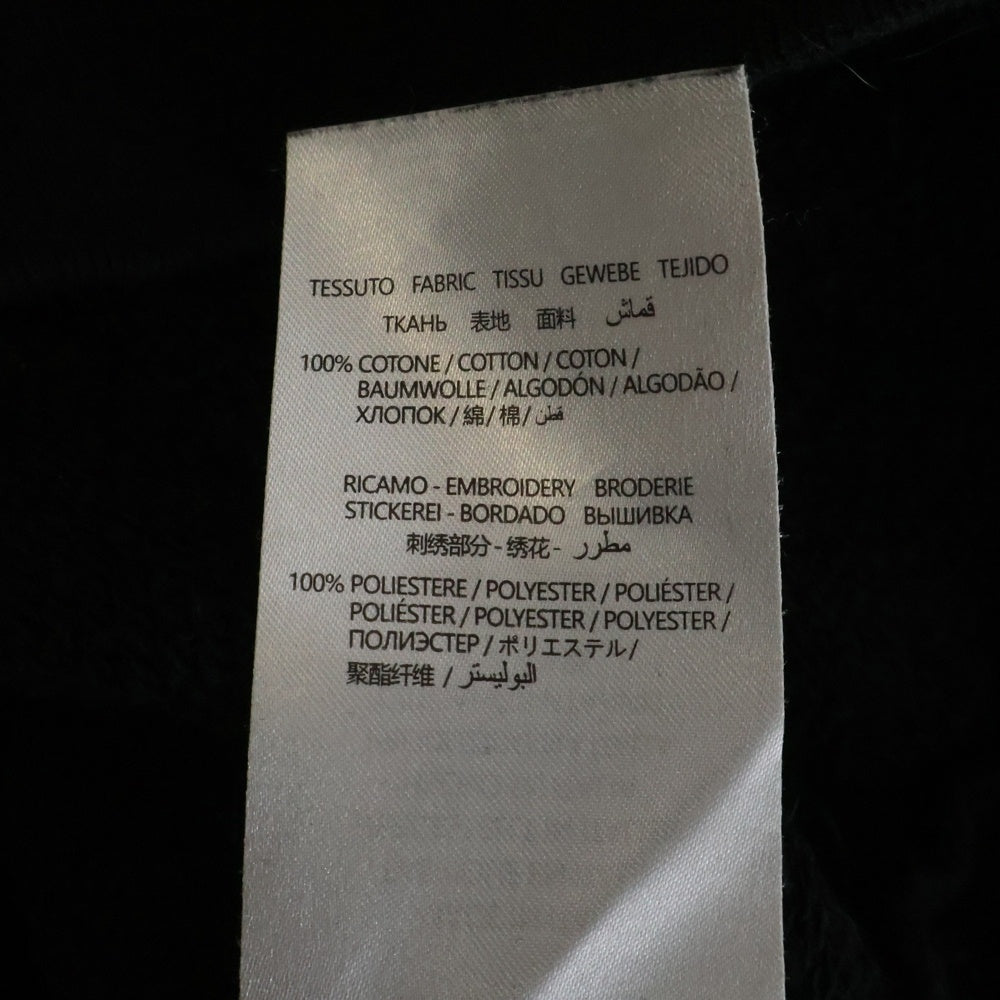 TESSUTO FABRIC TISSU GEWEBE TEJIDO
ТКАНЬ 表地 面料 قماش
100% COTONE / COTTON / COTON /
BAUMWOLLE / ALGODÓN / ALGODÃO /
ХЛОПОК / 綿 / 棉 / قطن
RICAMO - EMBROIDERY BRODERIE
STICKEREI - BORDADO ВЫШИВКА
刺绣部分 - 绣花 - مطرر
100% POLIESTERE / POLYESTER / POLIÉSTER /
POLIÉSTER / POLYESTER / POLYESTER /
ПОЛИЭСТЕР / ポリエステル /
聚酯纤维 / البوليستر